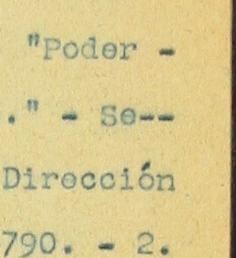 "Poder -
." - Se--
Dirección
790. - 2.